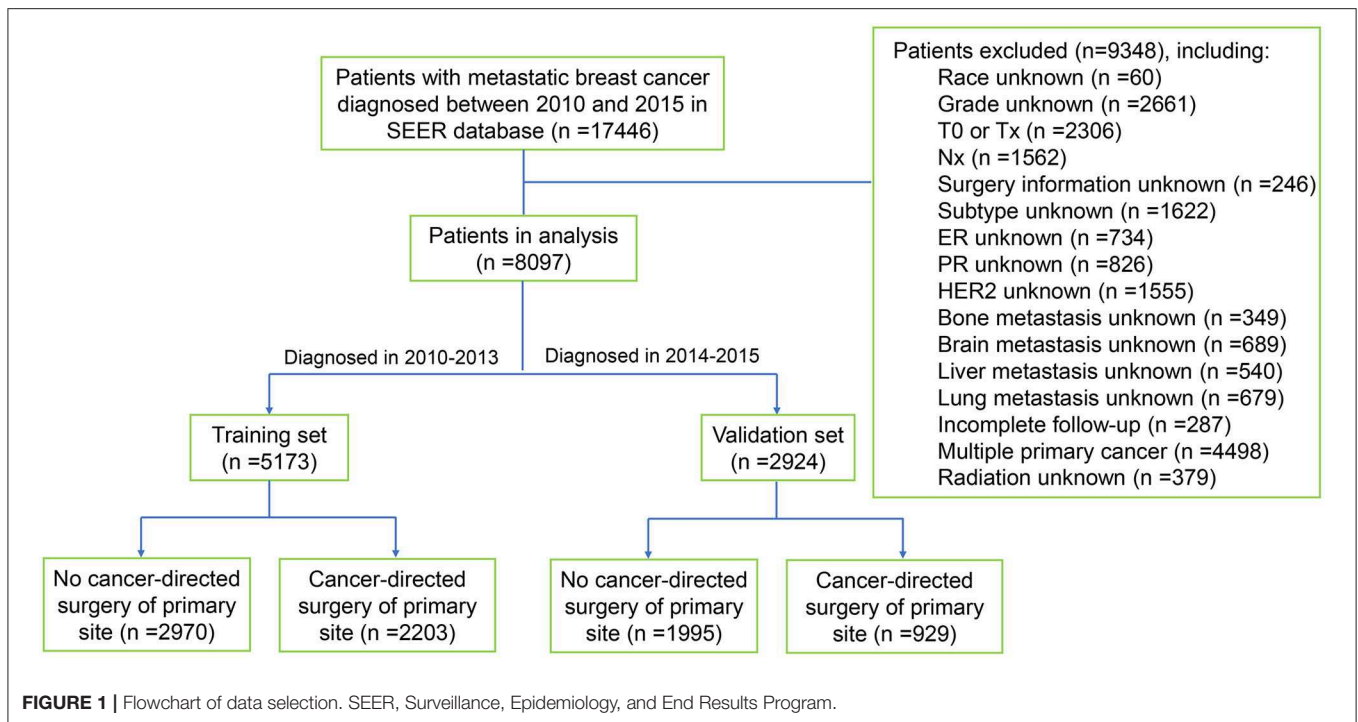 Patients with metastatic breast cancer
diagnosed between 2010 and 2015 in
SEER database (n =17446)
Patients excluded (n=9348), including:
Race unknown (n =60)
Grade unknown (n =2661)
T0 or Tx (n =2306)
Nx (n =1562)
Surgery information unknown (n =246)
Subtype unknown (n =1622)
ER unknown (n =734)
PR unknown (n =826)
HER2 unknown (n =1555)
Bone metastasis unknown (n =349)
Brain metastasis unknown (n =689)
Liver metastasis unknown (n =540)
Lung metastasis unknown (n =679)
Incomplete follow-up (n =287)
Multiple primary cancer (n =4498)
Radiation unknown (n =379)
Patients in analysis
(n =8097)
Diagnosed in 2010-2013
Diagnosed in 2014-2015
Training set
(n =5173)
Validation set
(n =2924)
No cancer-directed
surgery of primary
site (n =2970)
Cancer-directed
surgery of primary
site (n =2203)
No cancer-directed
surgery of primary
site (n =1995)
Cancer-directed
surgery of primary
site (n =929)
FIGURE 1 | Flowchart of data selection. SEER, Surveillance, Epidemiology, and End Results Program.